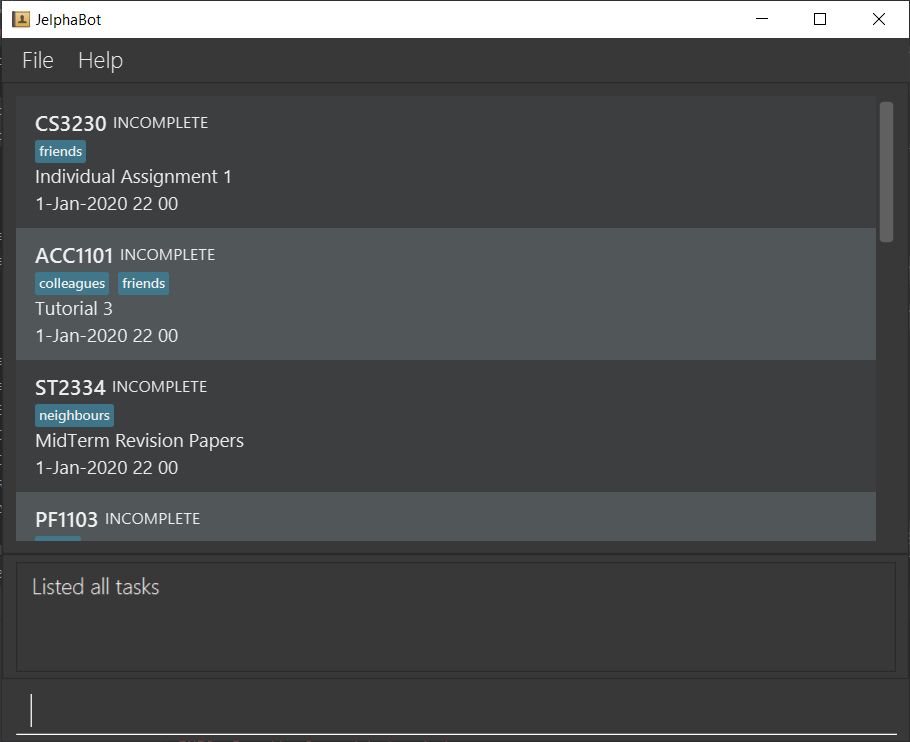 JelphaBot
File Help
CS3230 INCOMPLETE
friends
Individual Assignment 1
1-Jan-2020 22 00
ACC1101 INCOMPLETE
colleagues friends
Tutorial 3
1-Jan-2020 22 00
ST2334 INCOMPLETE
neighbours
MidTerm Revision Papers
1-Jan-2020 22 00
PF1103 INCOMPLETE
Listed all tasks